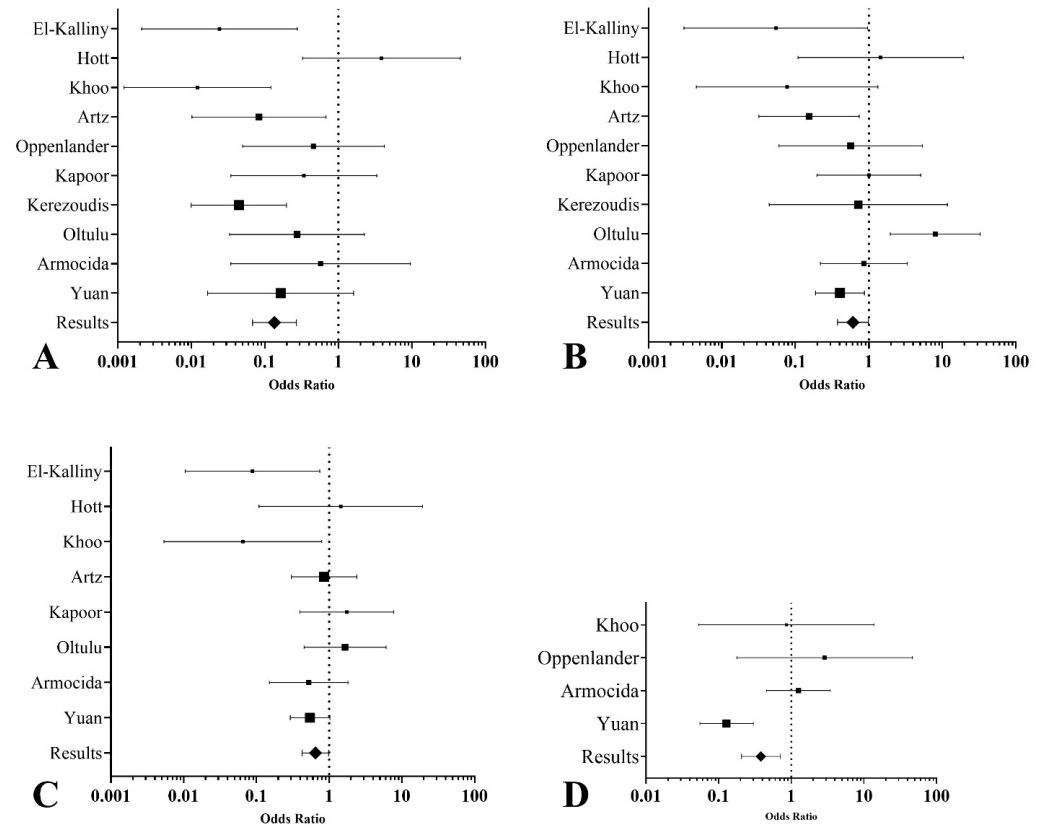 El-Kalliny
Hott
Khoo
Artz
Oppenlander
Kapoor
Kerezoudis
Oltulu
Armocida
Yuan
Results
0.001 0.01 0.1 1 10 100
Odds Ratio
A
El-Kalliny
Hott
Khoo
Artz
Oppenlander
Kapoor
Kerezoudis
Oltulu
Armocida
Yuan
Results
0.001 0.01 0.1 1 10 100
Odds Ratio
B
El-Kalliny
Hott
Khoo
Artz
Kapoor
Oltulu
Armocida
Yuan
Results
0.001 0.01 0.1 1 10 100
Odds Ratio
C
Khoo
Oppenlander
Armocida
Yuan
Results
0.01 0.1 1 10 100
Odds Ratio
D